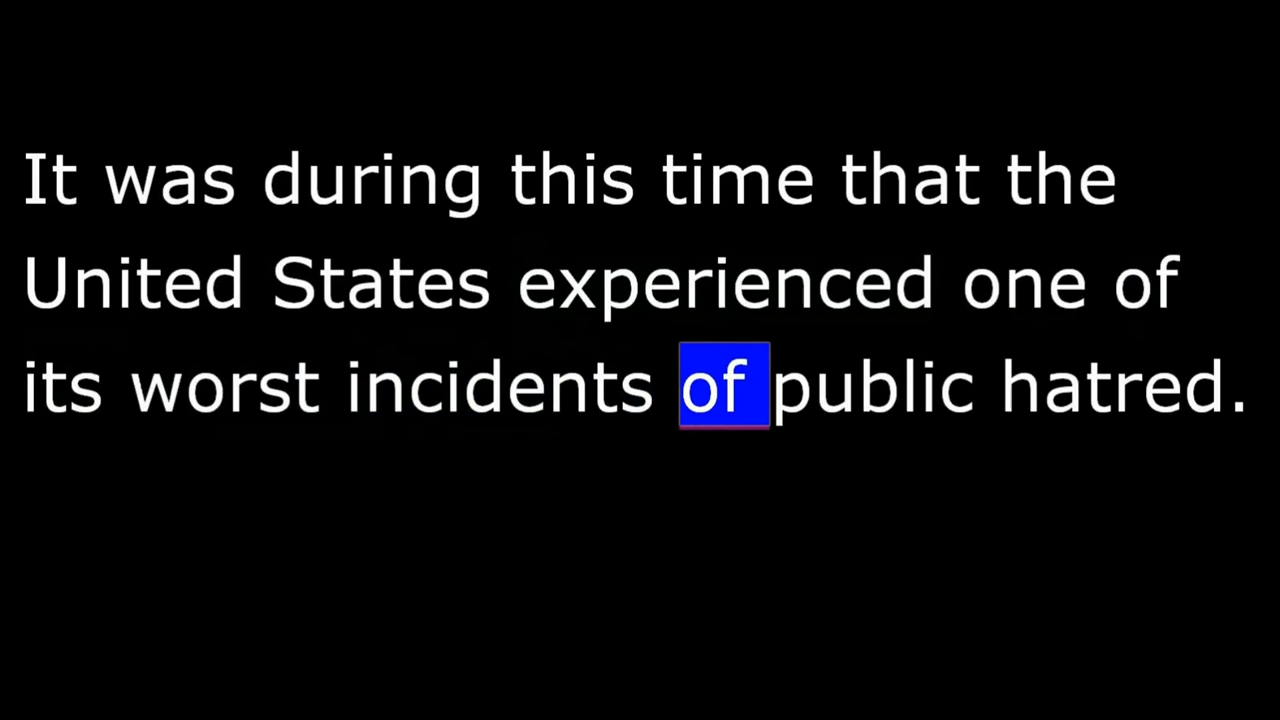 It was during this time that the
United States experienced one of
its worst incidents of public hatred.